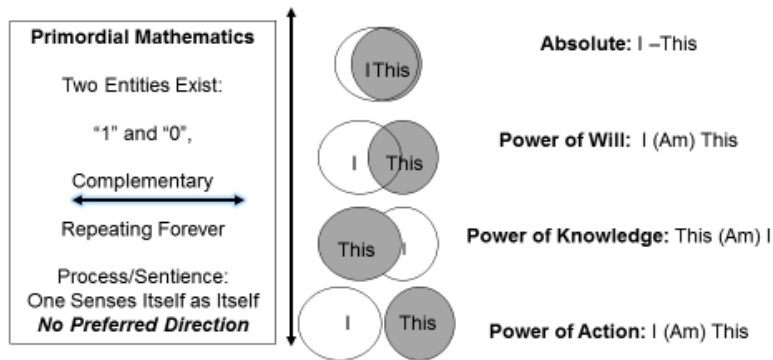 Primordial Mathematics
Two Entities Exist:
“1” and “0”,
Complementary
Repeating Forever
Process/Sentience:
One Senses Itself as Itself
No Preferred Direction
I This
Absolute: I –This
I This
Power of Will: I (Am) This
This I
Power of Knowledge: This (Am) I
I This
Power of Action: I (Am) This